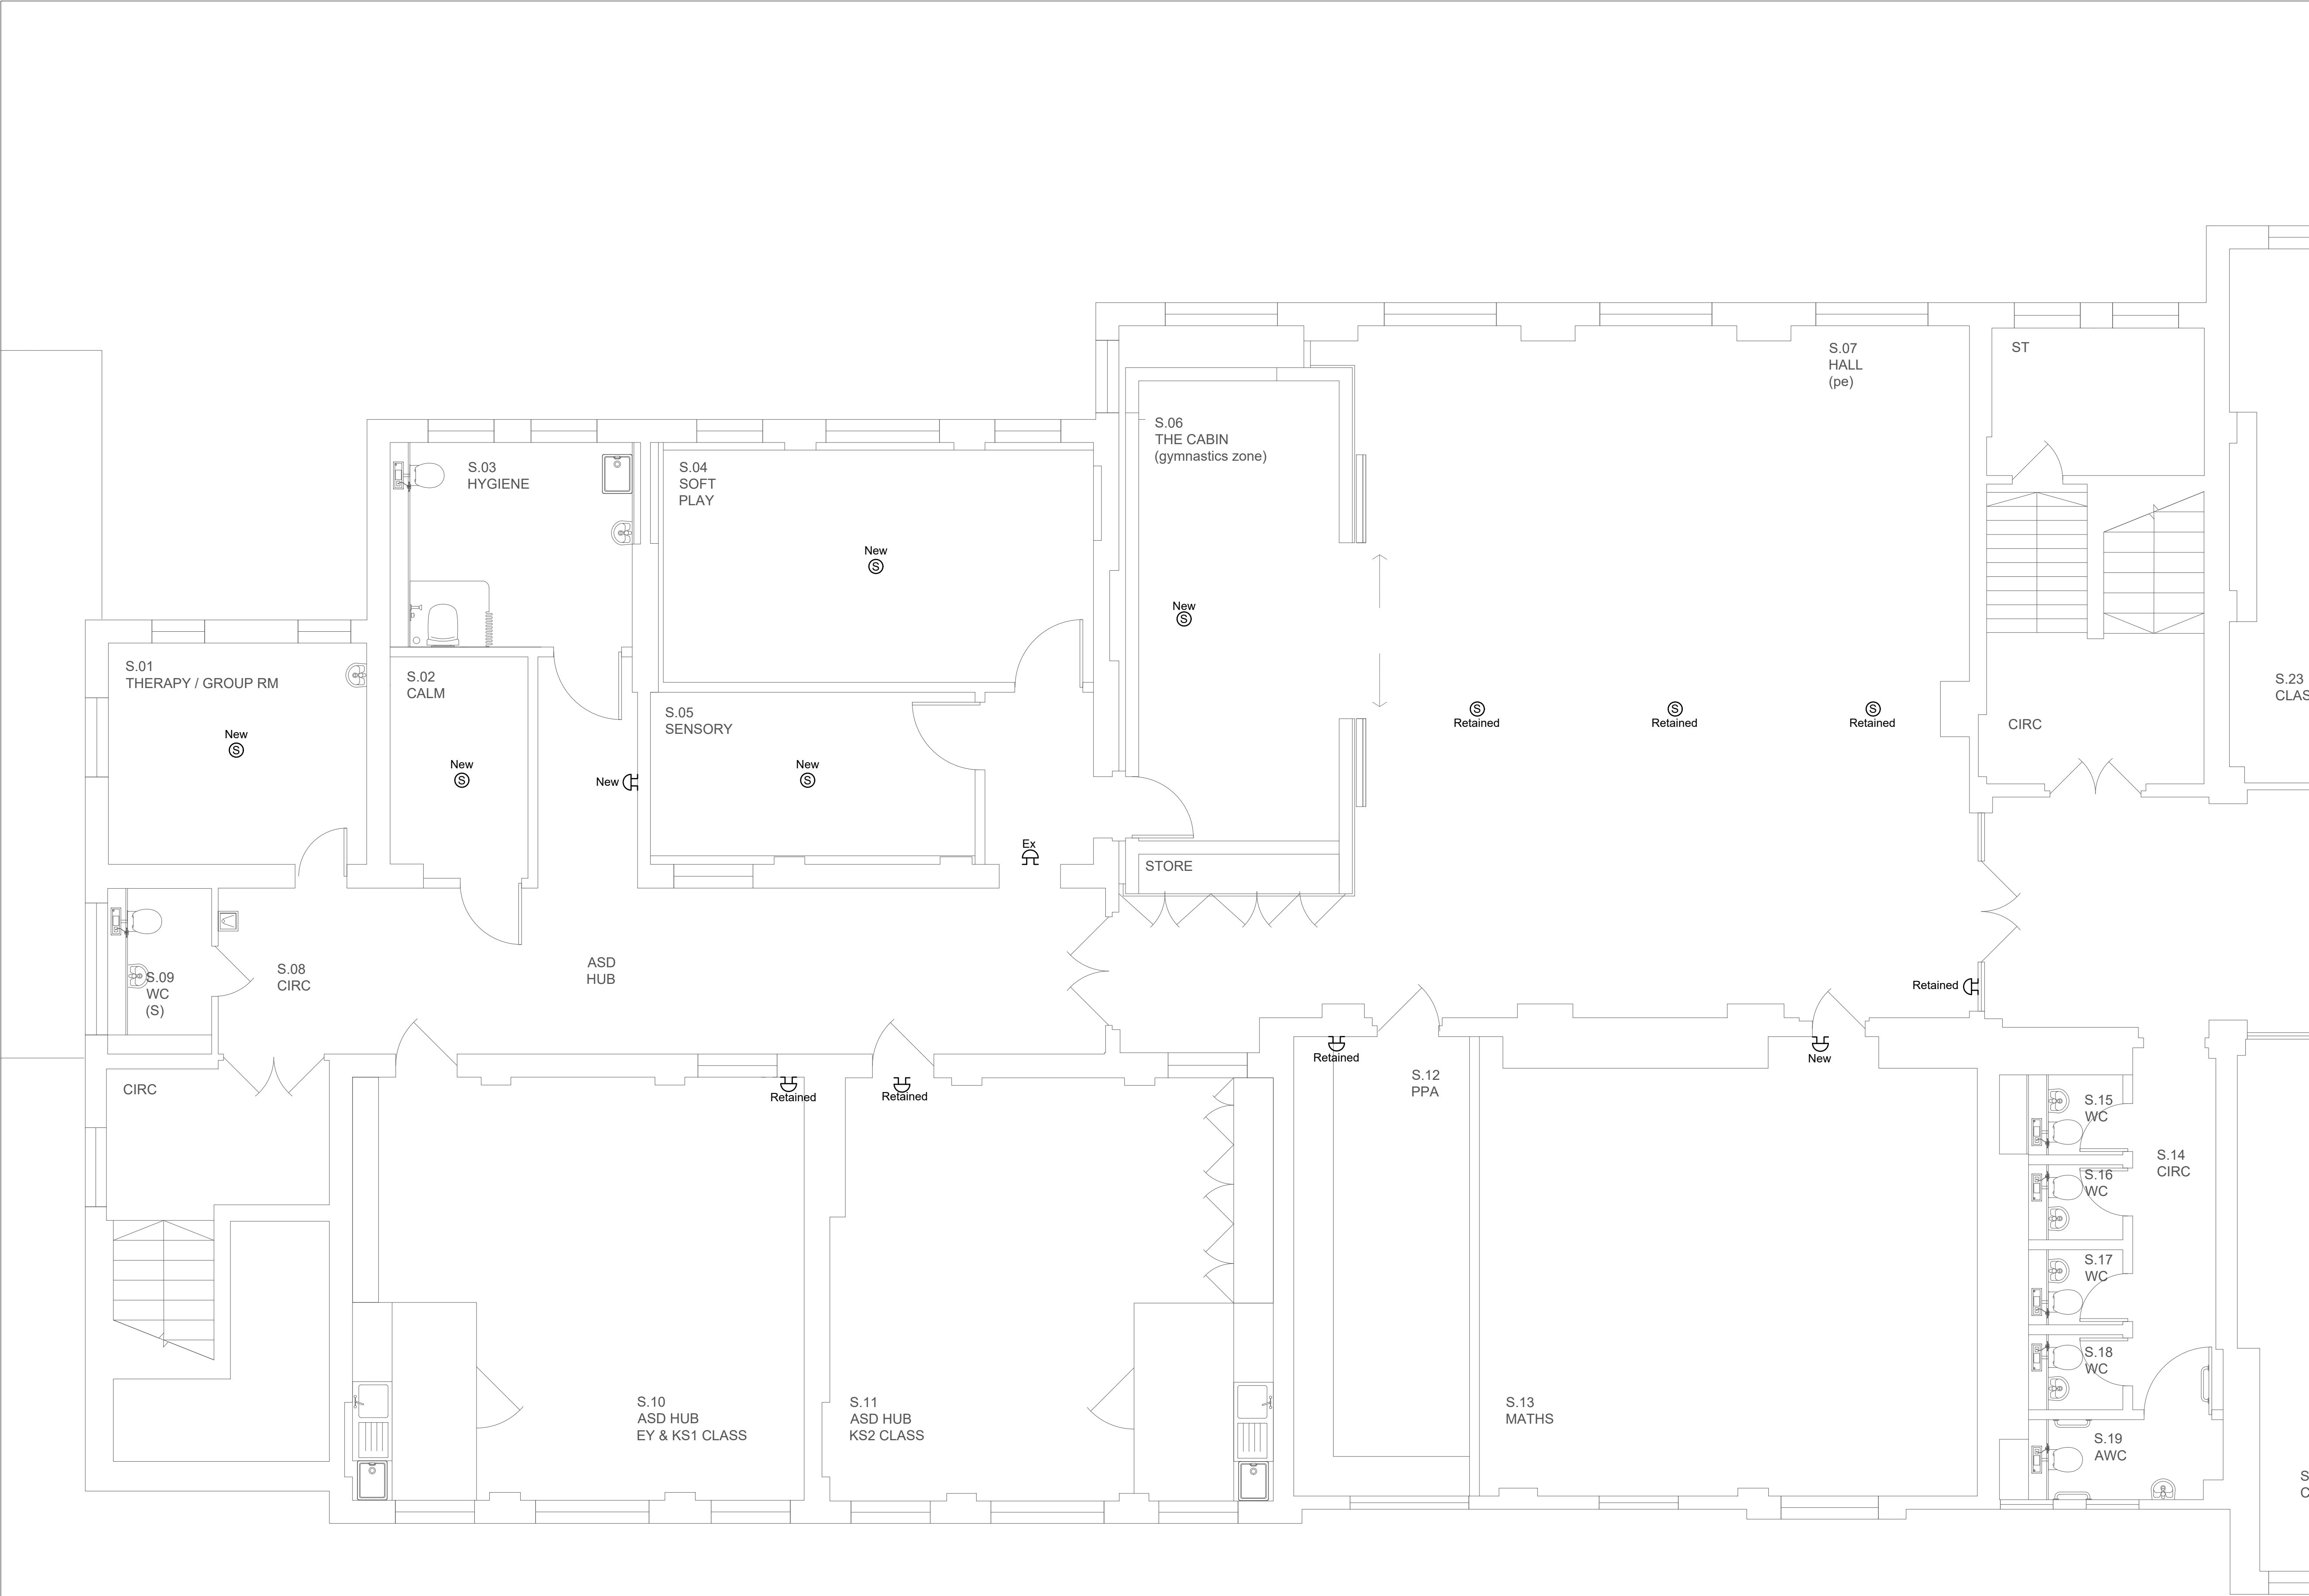 S.07
HALL
(pe)
ST
S.06
THE CABIN
(gymnastics zone)
S.03
HYGIENE
S.04
SOFT
PLAY
New
S
New
S
S.01
THERAPY / GROUP RM
S.02
CALM
S.05
SENSORY
S.23
CLAS
S
Retained
S
Retained
S
Retained
CIRC
New
S
New
S
New
New
S
Ex
STORE
S.08
CIRC
ASD
HUB
S.09
WC
(S)
Retained
CIRC
Retained
Retained
Retained
New
S.12
PPA
S.15
WC
S.14
CIRC
S.16
WC
S.17
WC
S.18
WC
S.10
ASD HUB
EY & KS1 CLASS
S.11
ASD HUB
KS2 CLASS
S.13
MATHS
S.19
AWC
S
C